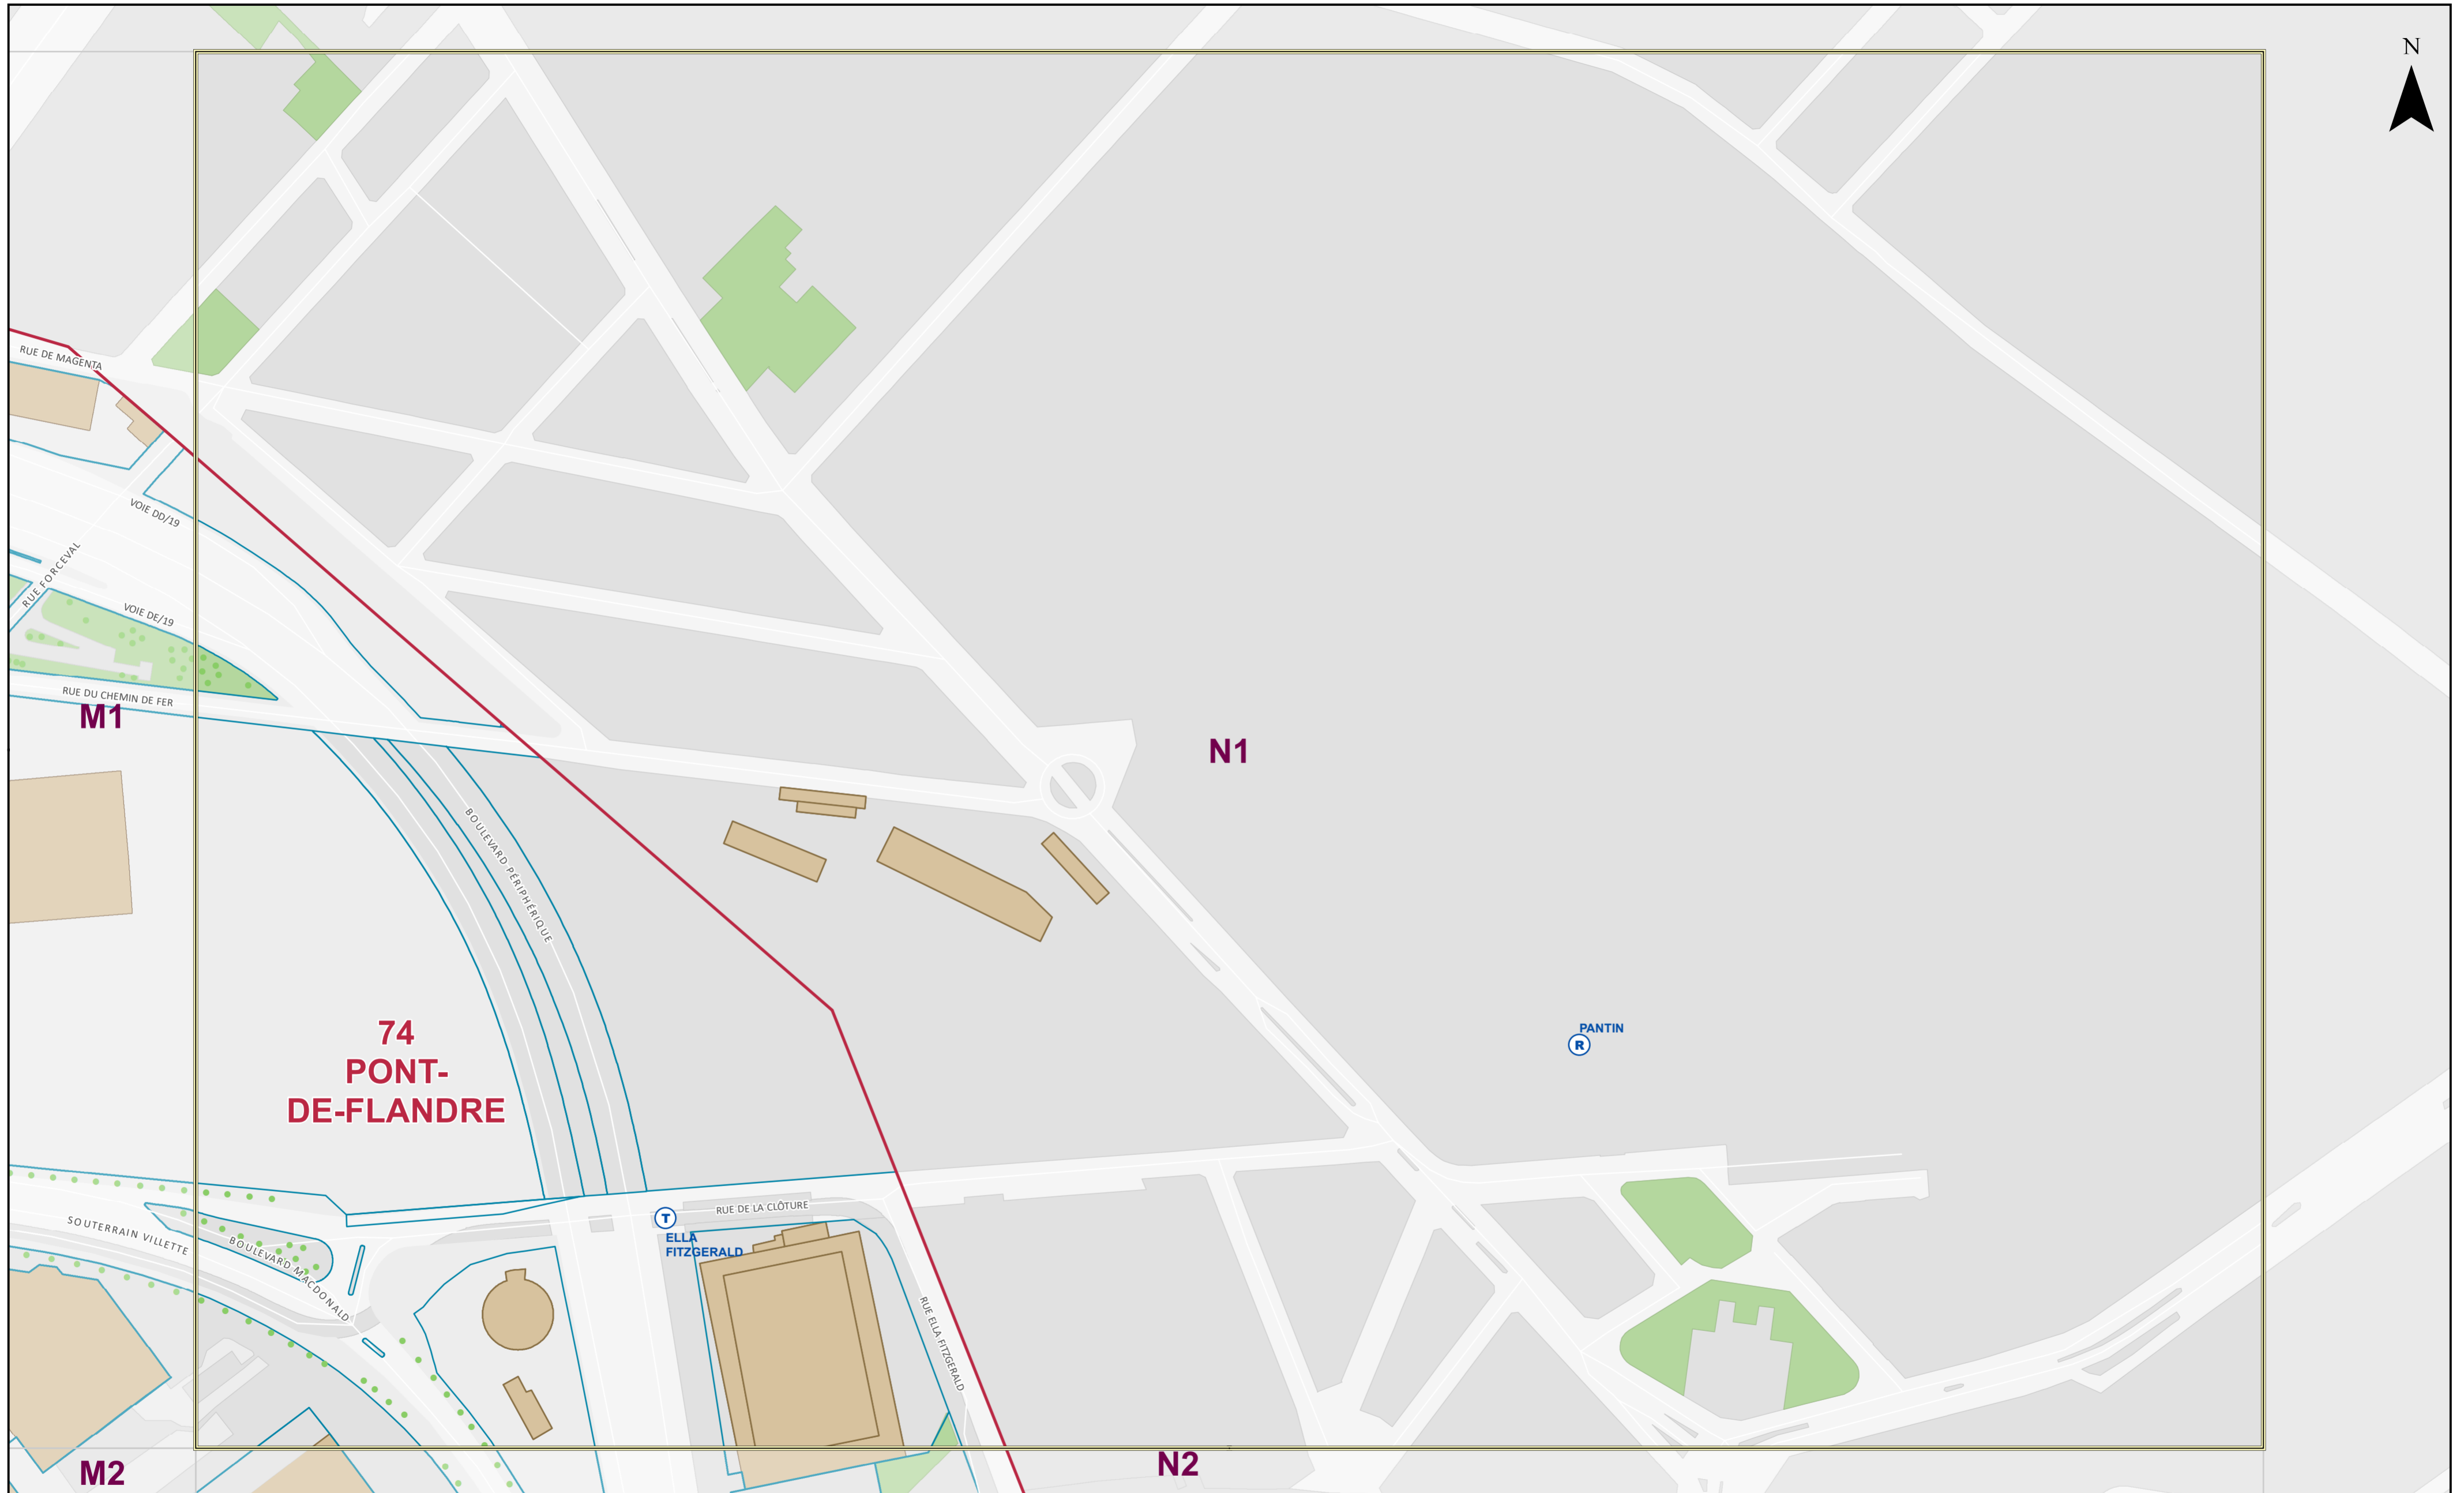 N
RUE DE MAGENTA
VOIE DD/19
RUE FORCEVAL
VOIE DE/19
RUE DU CHEMIN DE FER
M1
N1
BOULEVARD PÉRIPHÉRIQUE
74
PONT-
DE-FLANDRE
PANTIN
R
RUE DE LA CLÔTURE
T
ELLA
FITZGERALD
SOUTERRAIN VILLETTE
BOULEVARD MACDONALD
RUE ELLA FITZGERALD
M2
N2